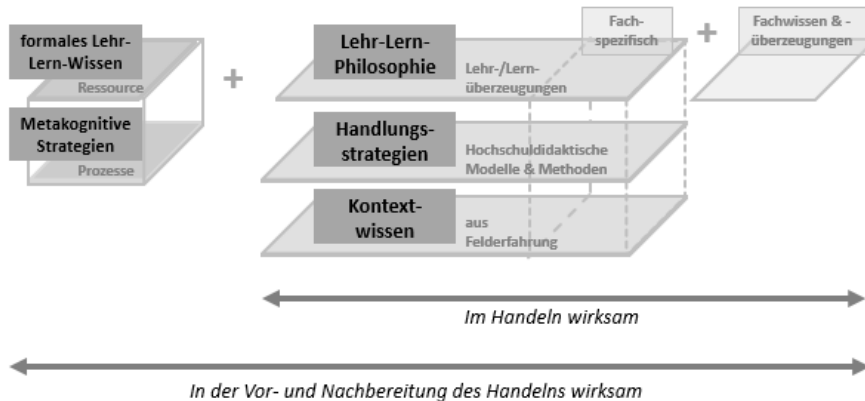 formales Lehr-
Lern-Wissen
Ressource
Metakognitive
Strategien
Prozesse
+
Lehr-Lern-
Philosophie
Lehr-/Lern-
überzeugungen
Handlungs-
strategien
Hochschuldidaktische
Modelle & Methoden
Kontext-
wissen
aus
Felderfahrung
Fach-
spezifisch
+
Fachwissen & -
überzeugungen
Im Handeln wirksam
In der Vor- und Nachbereitung des Handelns wirksam